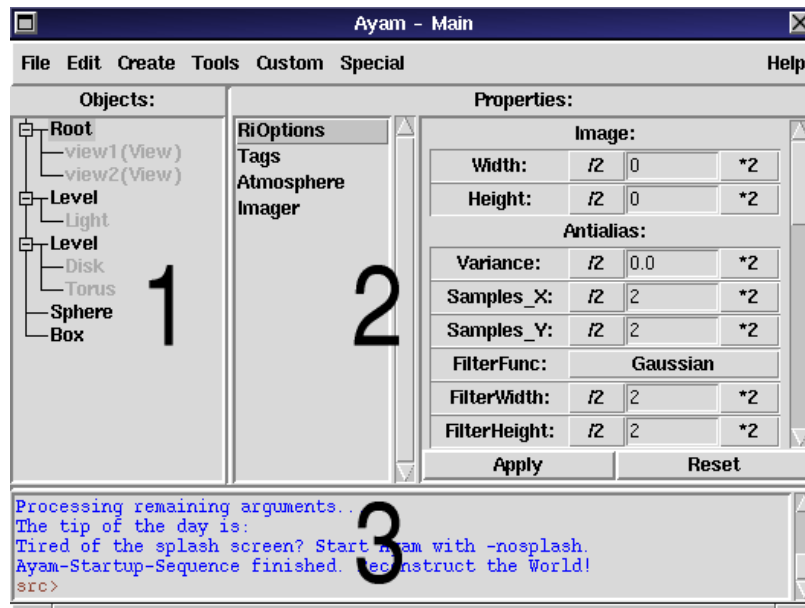 Ayam - Main
File Edit Create Tools Custom Special Help
Objects:
Root
view1(View)
view2(View)
Level
Light
Level
Disk
Torus
Sphere
Box
1
Properties:
RiOptions
Tags
Atmosphere
Imager
2
Image:
Width: /2 0 *2
Height: /2 0 *2
Antialias:
Variance: /2 0.0 *2
Samples_X: /2 2 *2
Samples_Y: /2 2 *2
FilterFunc: Gaussian
FilterWidth: /2 2 *2
FilterHeight: /2 2 *2
Apply Reset
Processing remaining arguments..
The tip of the day is:
Tired of the splash screen? Start Ayam with -nosplash.
Ayam-Startup-Sequence finished. Reconstruct the World!
src>
3